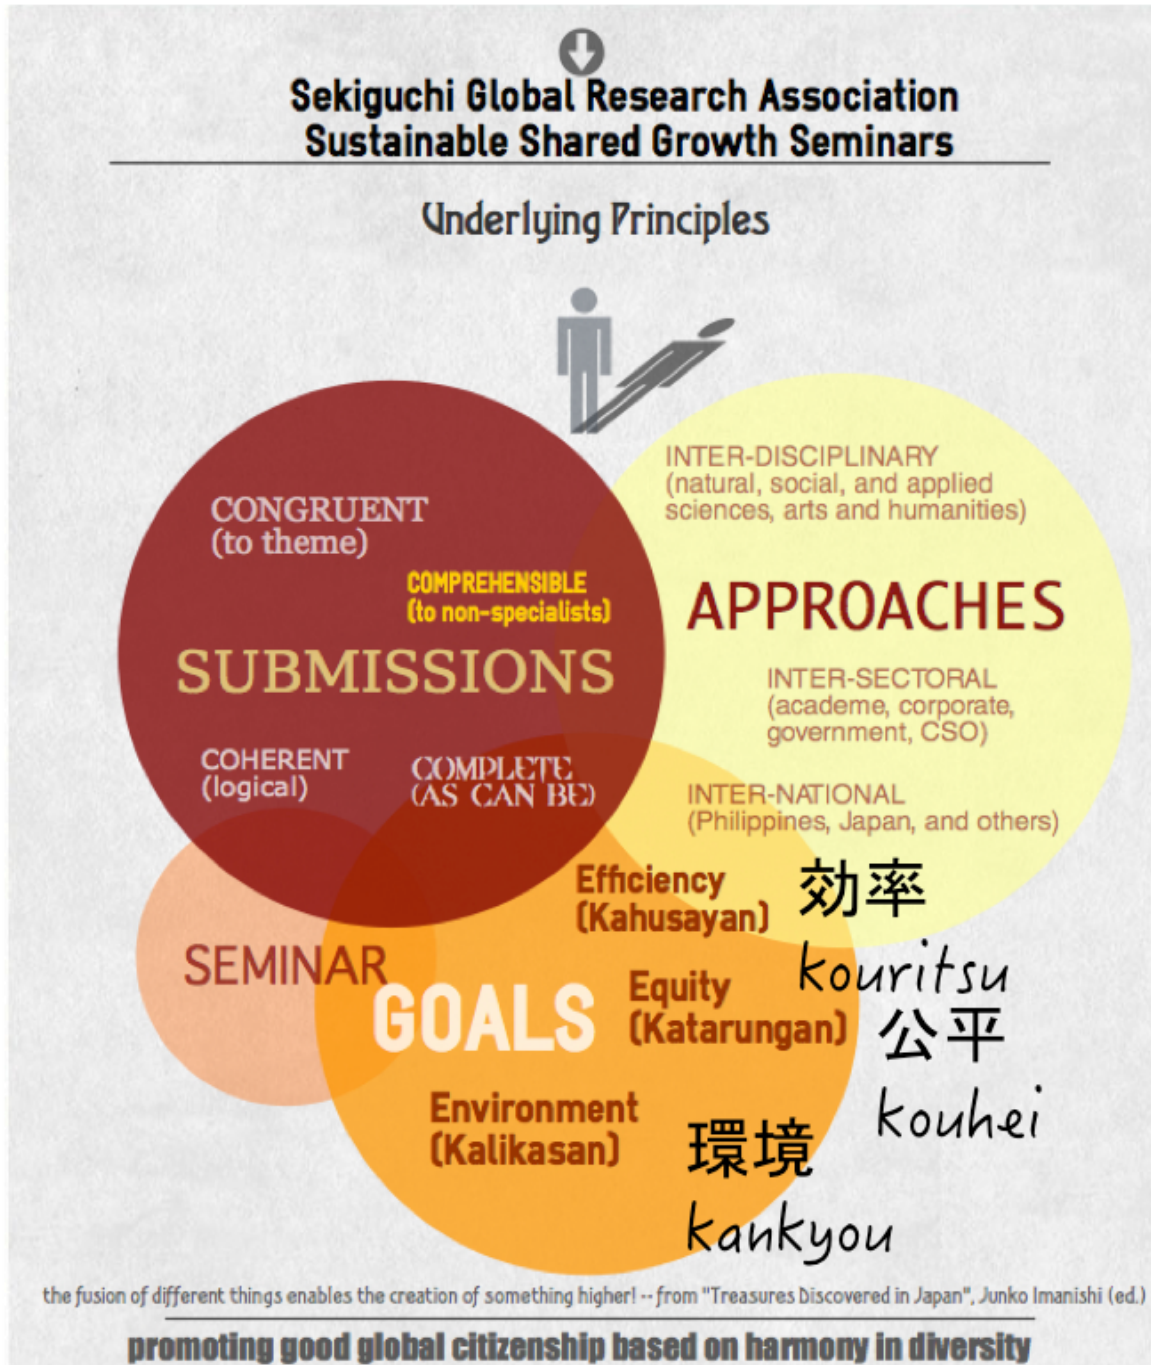 Sekiguchi Global Research Association
Sustainable Shared Growth Seminars
Underlying Principles
CONGRUENT
(to theme)
COMPREHENSIBLE
(to non-specialists)
SUBMISSIONS
COHERENT
(logical)
COMPLETE
(AS CAN BE)
INTER-DISCIPLINARY
(natural, social, and applied
sciences, arts and humanities)
APPROACHES
INTER-SECTORAL
(academe, corporate,
government, CSO)
INTER-NATIONAL
(Philippines, Japan, and others)
SEMINAR
GOALS
Efficiency
(Kahusayan)
効率
kouritsu
Equity
(Katarungan)
公平
kouhei
Environment
(Kalikasan)
環境
kankyou
the fusion of different things enables the creation of something higher! -- from "Treasures Discovered in Japan", Junko Imanishi (ed.)
promoting good global citizenship based on harmony in diversity